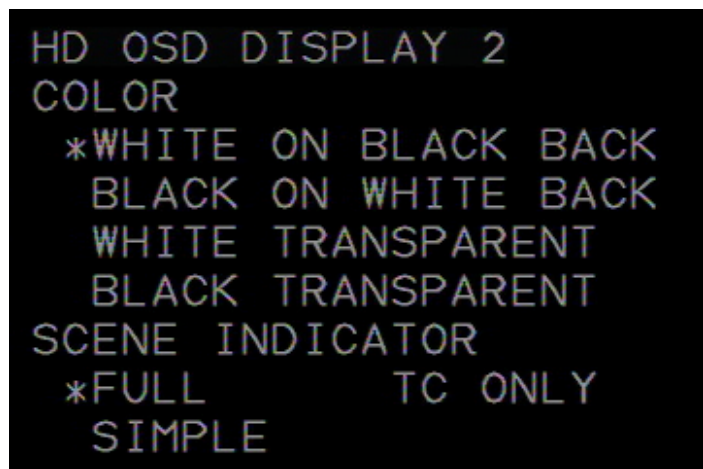 HD OSD DISPLAY 2
COLOR
*WHITE ON BLACK BACK
BLACK ON WHITE BACK
WHITE TRANSPARENT
BLACK TRANSPARENT
SCENE INDICATOR
*FULL TC ONLY
SIMPLE